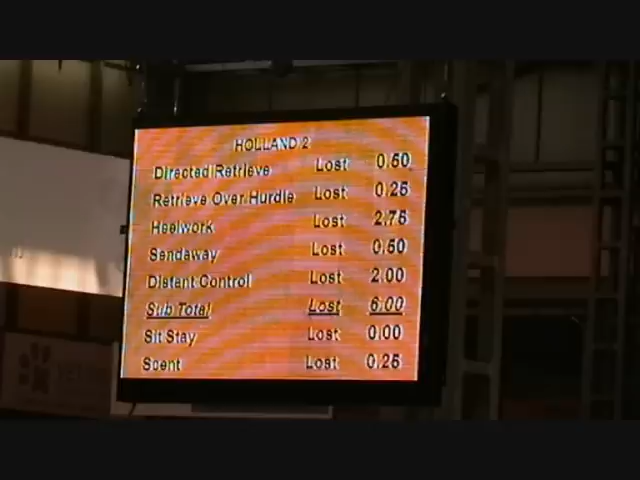 HOLLAND 2
Directed Retrieve Lost 0.50
Retrieve Over Hurdle Lost 0.25
Heelwork Lost 2.75
Sendaway Lost 0.50
Distant Control Lost 2.00
Sub Total Lost 6.00
Sit Stay Lost 0.00
Scent Lost 0.25